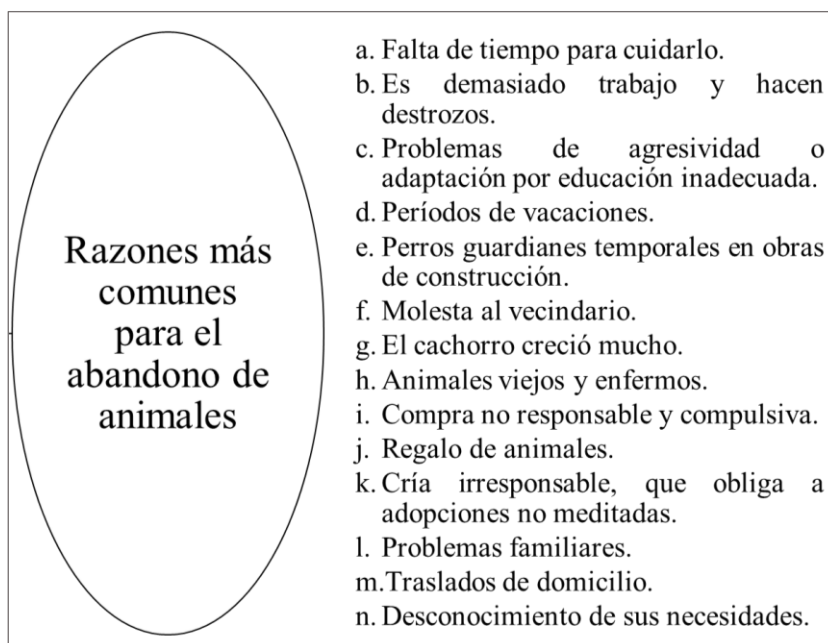 Razones más
comunes
para el
abandono de
animales
a. Falta de tiempo para cuidarlo.
b. Es demasiado trabajo y hacen
destrozos.
c. Problemas de agresividad o
adaptación por educación inadecuada.
d. Períodos de vacaciones.
e. Perros guardianes temporales en obras
de construcción.
f. Molesta al vecindario.
g. El cachorro creció mucho.
h. Animales viejos y enfermos.
i. Compra no responsable y compulsiva.
j. Regalo de animales.
k. Cría irresponsable, que obliga a
adopciones no meditadas.
l. Problemas familiares.
m.Traslados de domicilio.
n. Desconocimiento de sus necesidades.